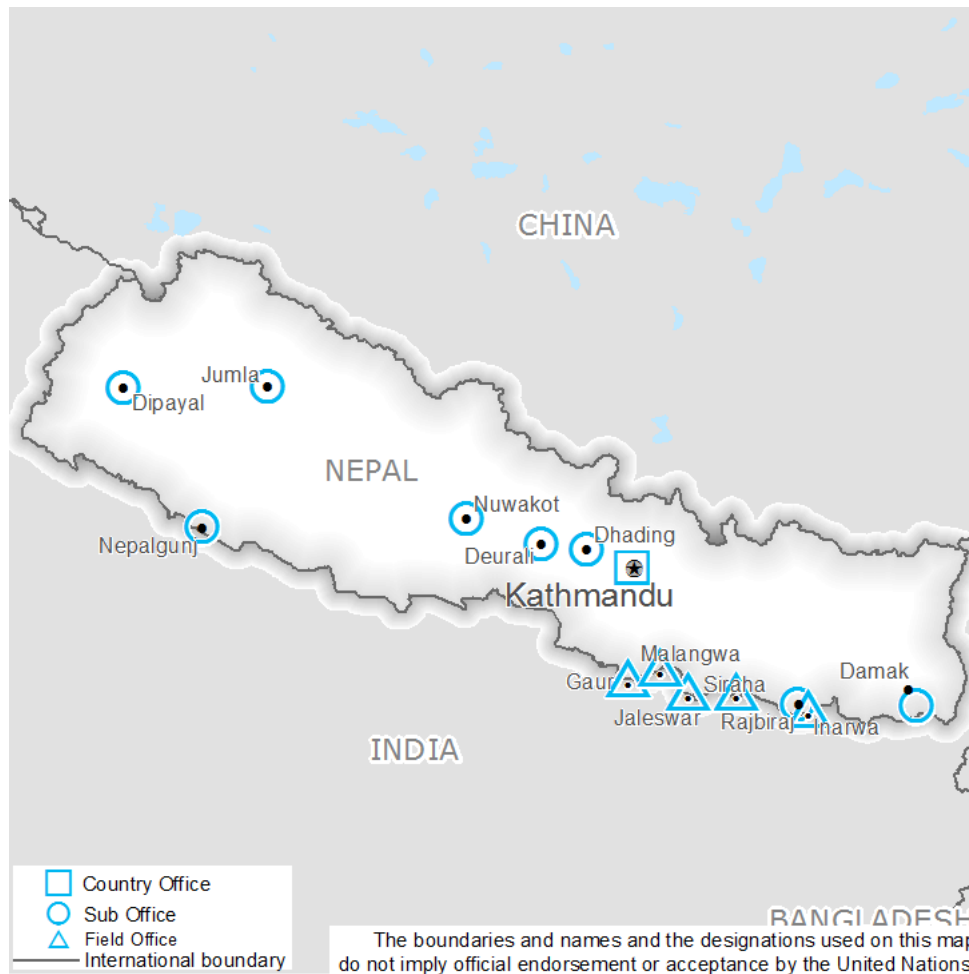 CHINA
Jumla
Dipayal
NEPAL
Nuwakot
Nepalgunj
Dhading
Deurali
Kathmandu
Malangwa
Damak
Gaur
Siraha
Jaleswar
Rajbiraj
Inarwa
INDIA
Country Office
Sub Office
Field Office
International boundary
BANGLADESH
The boundaries and names and the designations used on this map
do not imply official endorsement or acceptance by the United Nations.